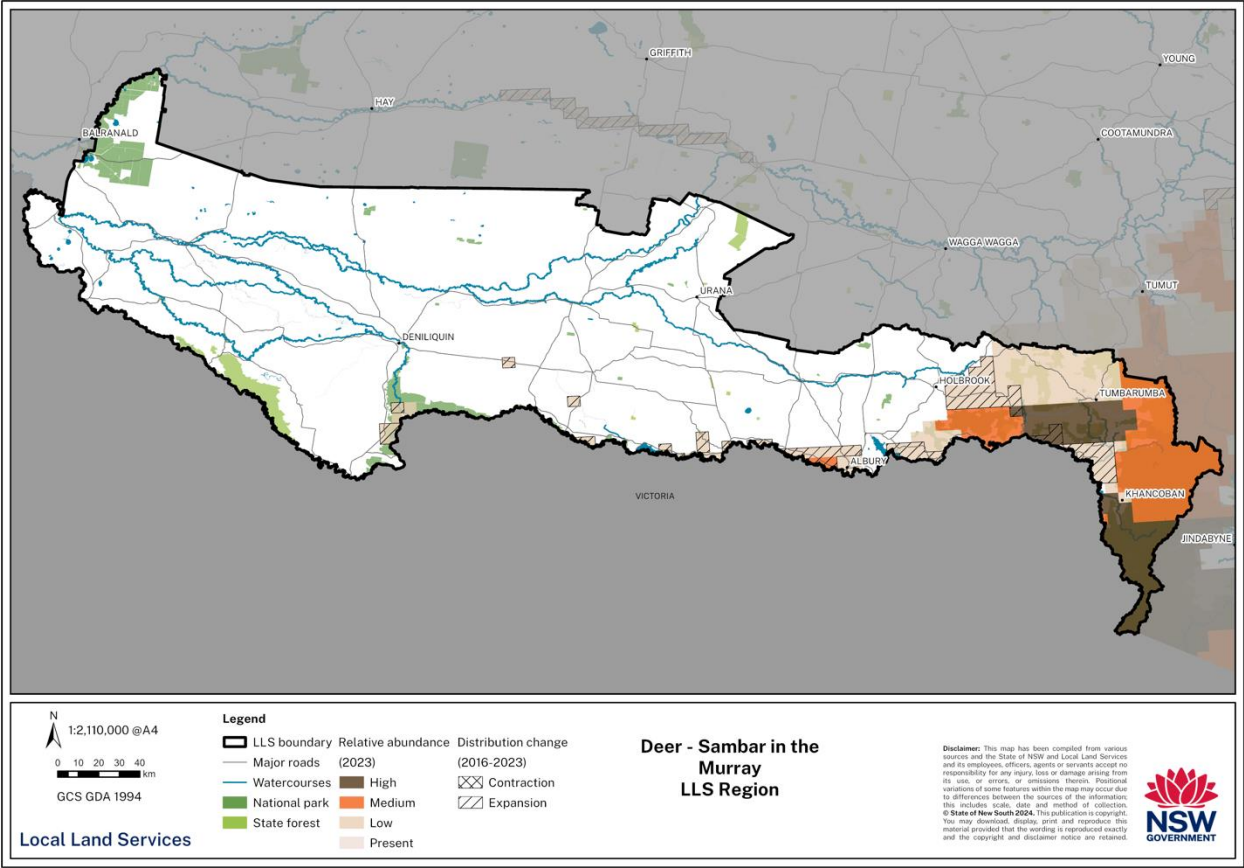 GRIFFITH
YOUNG
HAY
BALRANALD
COOTAMUNDRA
WAGGA WAGGA
TUMUT
URANA
DENILIQUIN
HOLBROOK
TUMBARUMBA
ALBURY
KHANCOBAN
VICTORIA
JINDABYNE
N
1:2,110,000 @A4
0 10 20 30 40
km
GCS GDA 1994
Local Land Services
Legend
LLS boundary
Major roads
Watercourses
National park
State forest
Relative abundance
(2023)
High
Medium
Low
Present
Distribution change
(2016-2023)
Contraction
Expansion
Deer - Sambar in the
Murray
LLS Region
Disclaimer: This map has been compiled from various
sources and the State of NSW and Local Land Services
and its employees, officers, agents or servants accept no
responsibility for any injury, loss or damage arising from
its use, or errors, or omissions therein. Positional
variations of some features within the map may occur due
to differences between the sources of the information;
this includes scale, date and method of collection.
© State of New South 2024. This publication is copyright.
You may download, display, print and reproduce this
material provided that the wording is reproduced exactly
and the copyright and disclaimer notice are retained.
NSW
GOVERNMENT